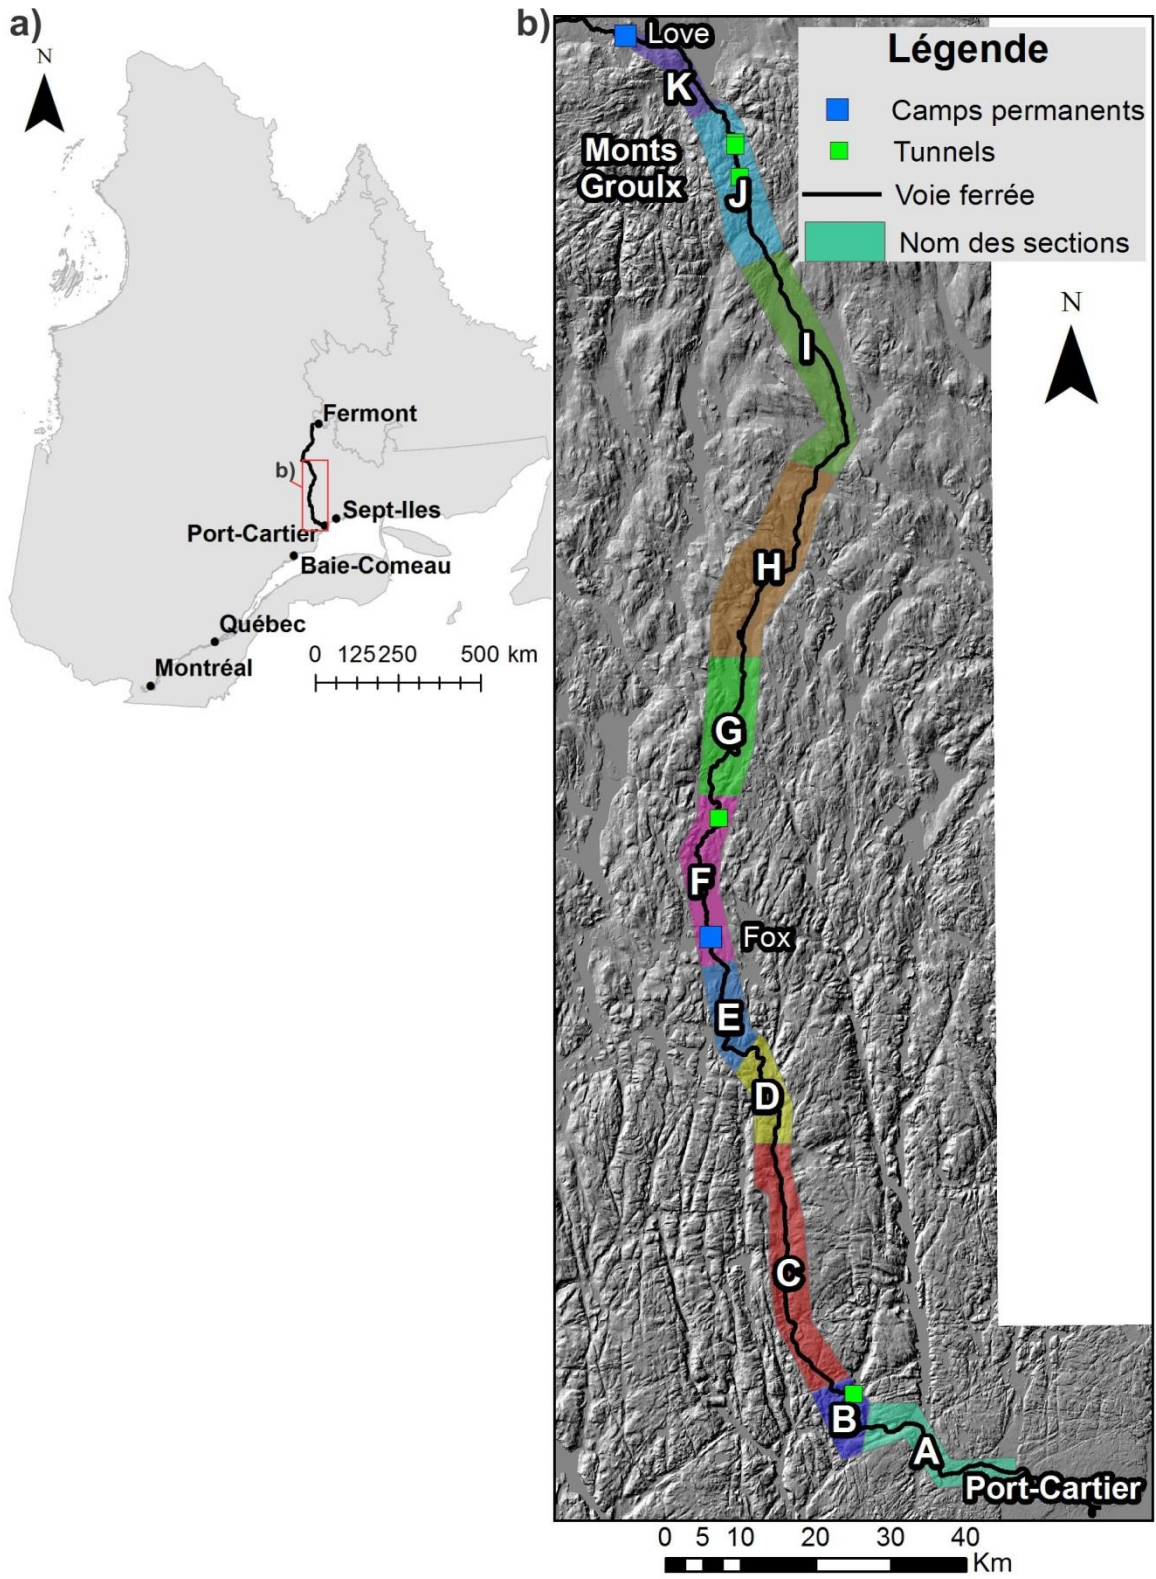 a)
N
Fermont
b)
Sept-Iles
Port-Cartier
Baie-Comeau
Québec
Montréal
0 125 250 500 km
b)
Love
K
Monts
Groulx
J
I
H
G
F
Fox
E
D
C
B
A
Port-Cartier
Légende
Camps permanents
Tunnels
Voie ferrée
Nom des sections
N
0 5 10 20 30 40
Km